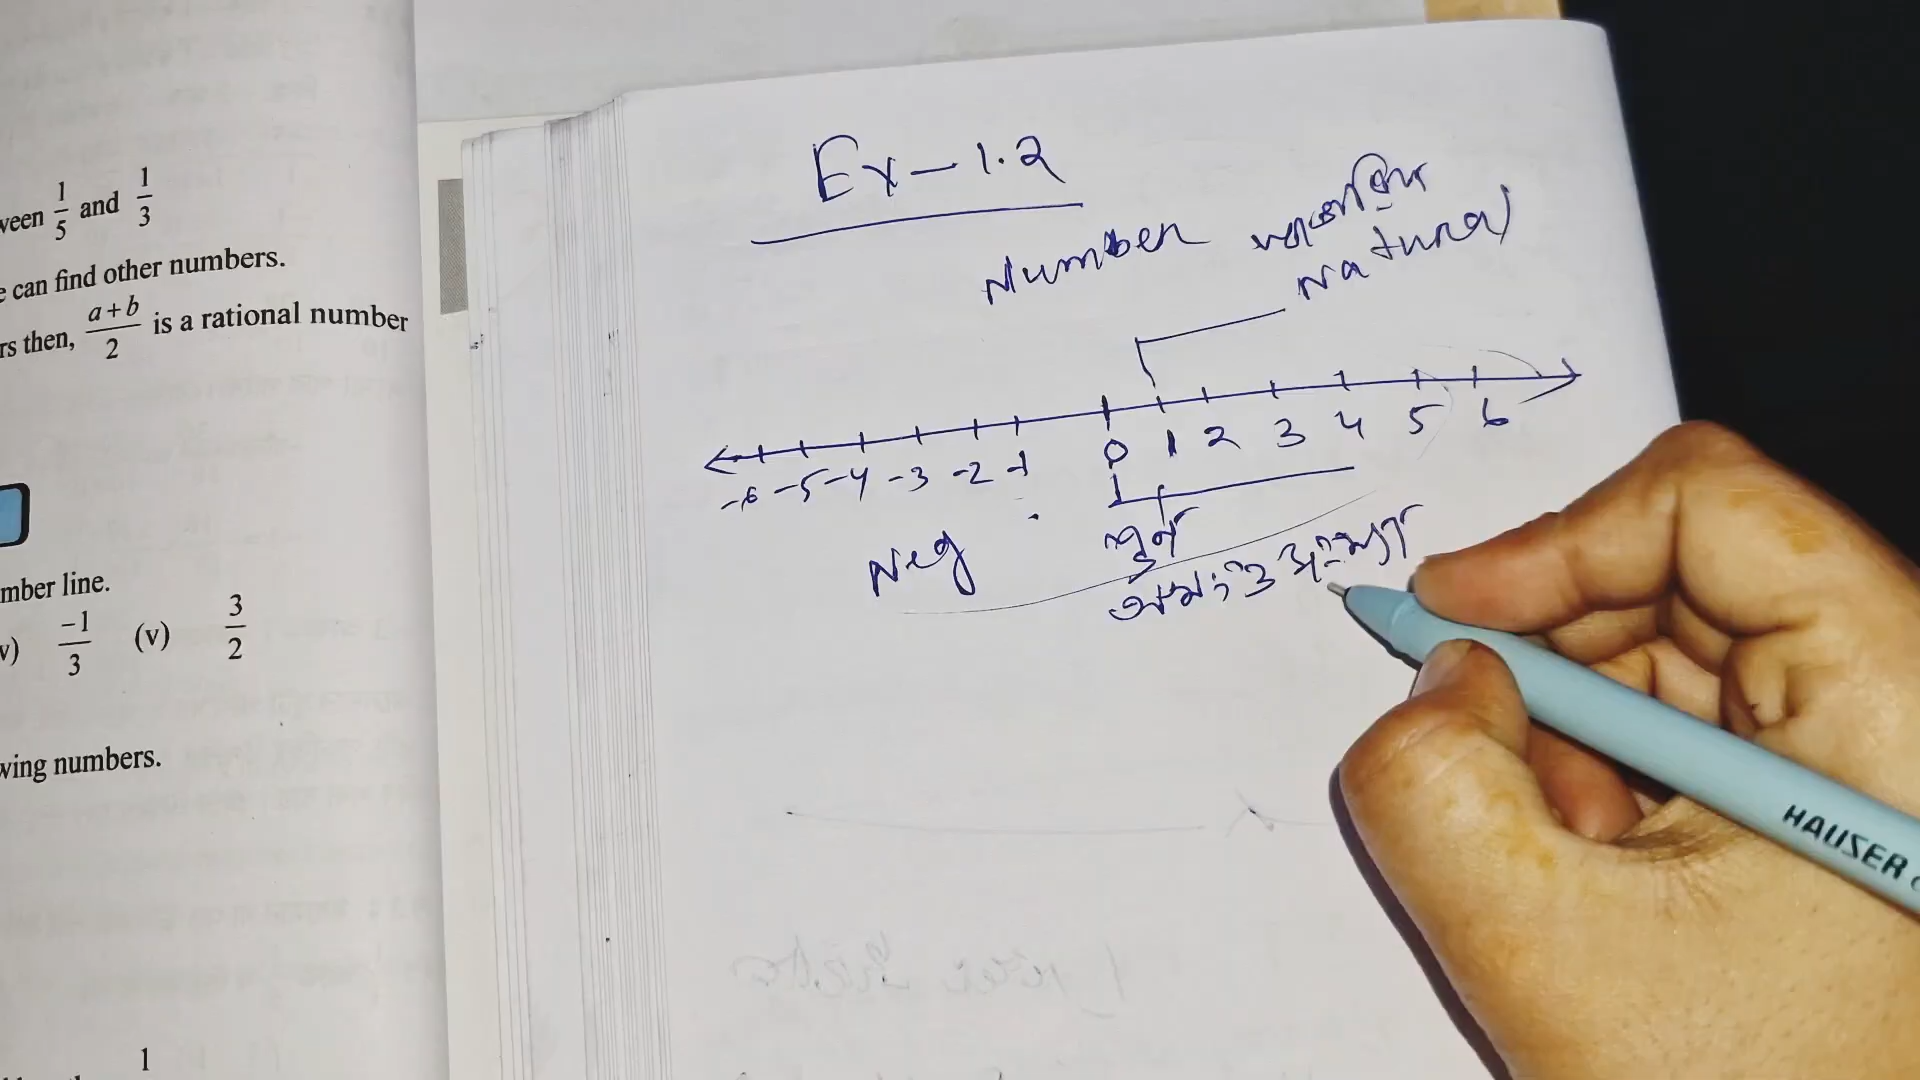 ween 1/5 and 1/3
e can find other numbers.
rs then, (a+b)/2 is a rational number
mber line.
v) -1/3 (v) 3/2
wing numbers.
1
Ex-1.2
Number
natural
0 1 2 3 4 5 6
-6 -5 -4 -3 -2 -1
Neg
শূন্য
অখণ্ড সংখ্যা
HAUSER